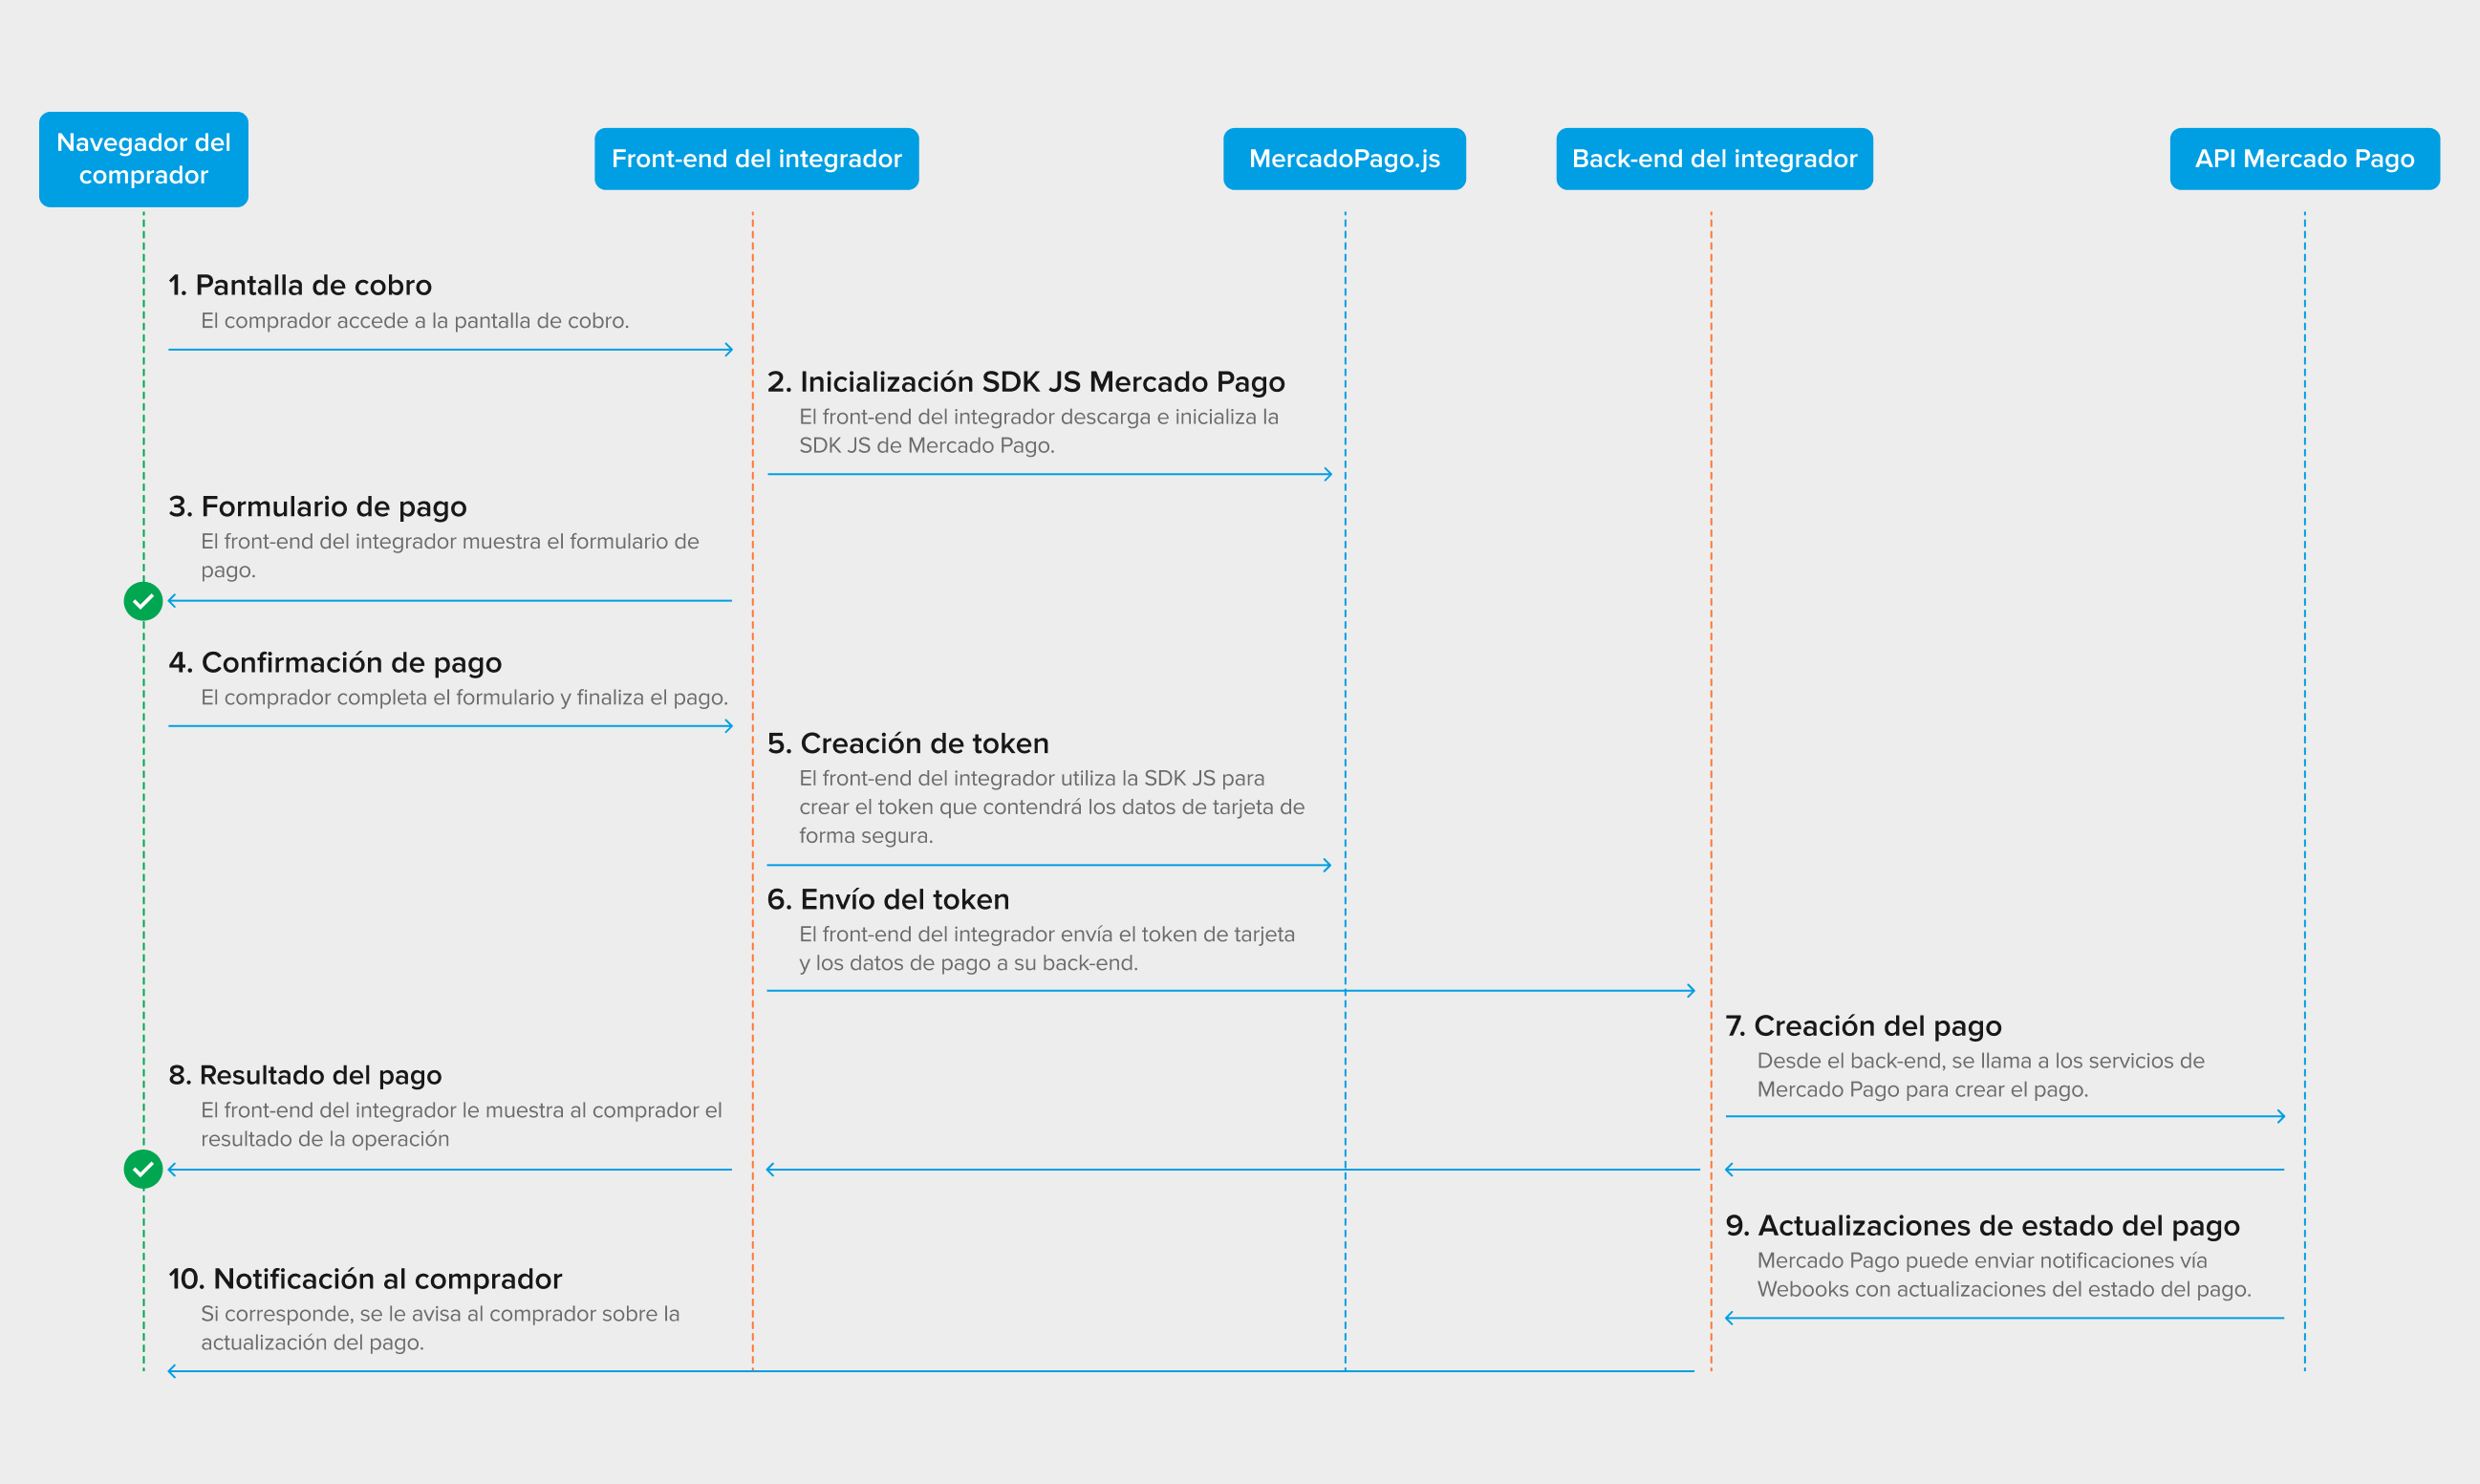 Navegador del
comprador
Front-end del integrador
MercadoPago.js
Back-end del integrador
API Mercado Pago
1. Pantalla de cobro
El comprador accede a la pantalla de cobro.
2. Inicialización SDK JS Mercado Pago
El front-end del integrador descarga e inicializa la
SDK JS de Mercado Pago.
3. Formulario de pago
El front-end del integrador muestra el formulario de
pago.
4. Confirmación de pago
El comprador completa el formulario y finaliza el pago.
5. Creación de token
El front-end del integrador utiliza la SDK JS para
crear el token que contendrá los datos de tarjeta de
forma segura.
6. Envío del token
El front-end del integrador envía el token de tarjeta
y los datos de pago a su back-end.
7. Creación del pago
Desde el back-end, se llama a los servicios de
Mercado Pago para crear el pago.
8. Resultado del pago
El front-end del integrador le muestra al comprador el
resultado de la operación
9. Actualizaciones de estado del pago
Mercado Pago puede enviar notificaciones vía
Webooks con actualizaciones del estado del pago.
10. Notificación al comprador
Si corresponde, se le avisa al comprador sobre la
actualización del pago.